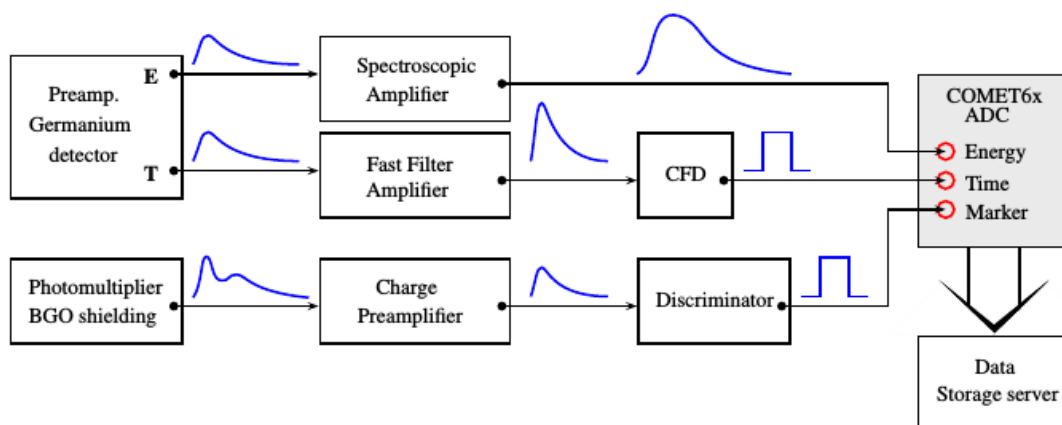 Preamp.
Germanium
detector
E
T
Spectroscopic
Amplifier
Fast Filter
Amplifier
CFD
COMET6x
ADC
Energy
Time
Marker
Photomultiplier
BGO shielding
Charge
Preamplifier
Discriminator
Data
Storage server